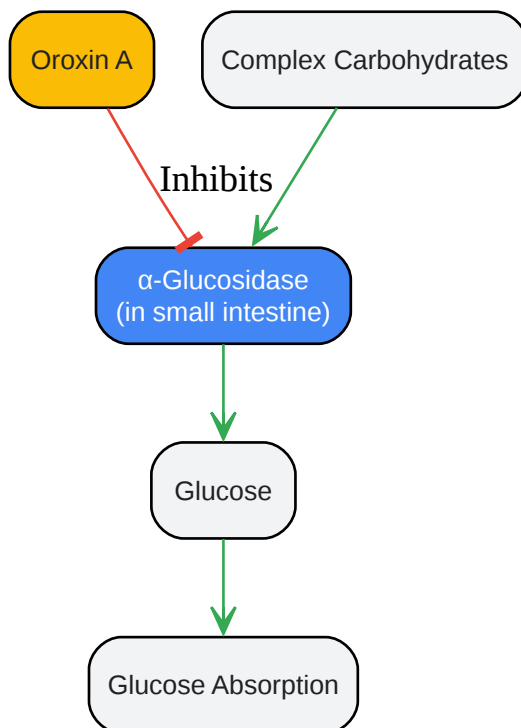 Oroxin A
Complex Carbohydrates
Inhibits
α-Glucosidase
(in small intestine)
Glucose
Glucose Absorption